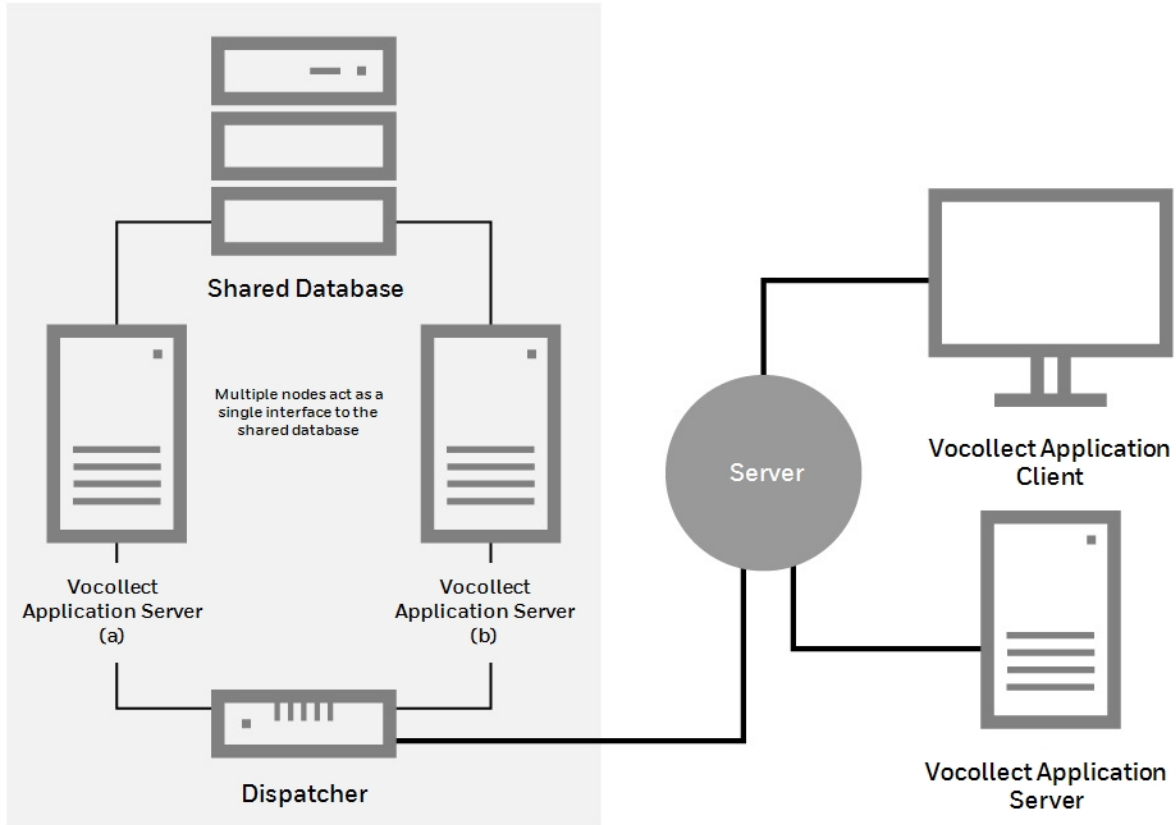 Shared Database
Multiple nodes act as a
single interface to the
shared database
Vocollect
Application Server
(a)
Vocollect
Application Server
(b)
Dispatcher
Server
Vocollect Application
Client
Vocollect Application
Server